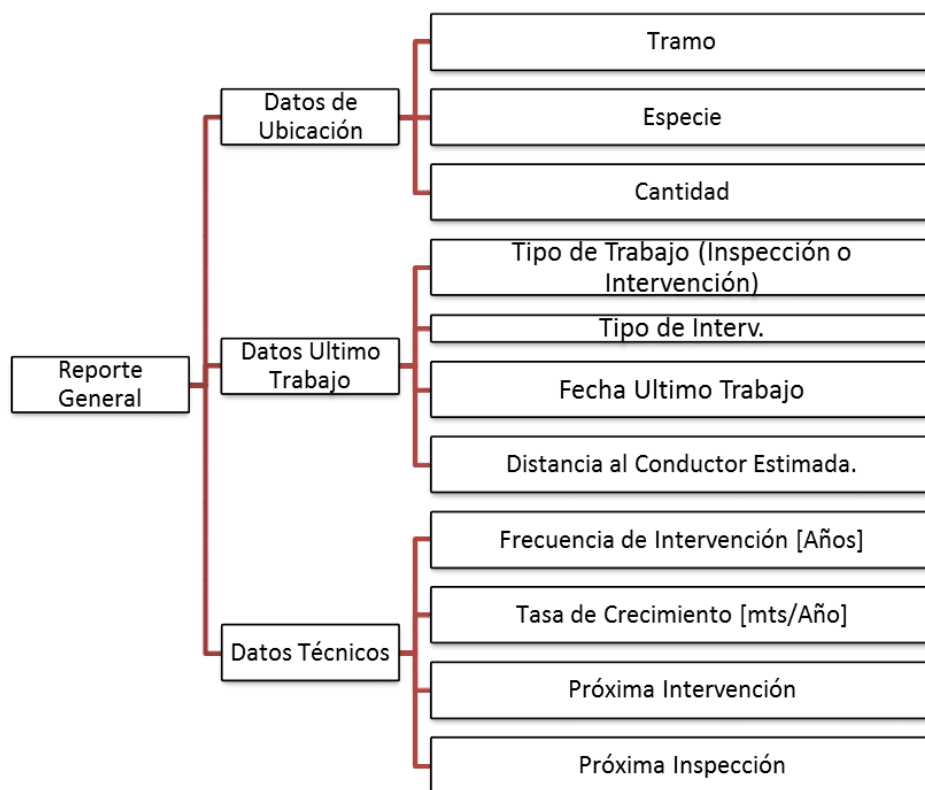 Reporte
General
Datos de
Ubicación
Tramo
Especie
Cantidad
Datos Ultimo
Trabajo
Tipo de Trabajo (Inspección o
Intervención)
Tipo de Interv.
Fecha Ultimo Trabajo
Distancia al Conductor Estimada.
Datos Técnicos
Frecuencia de Intervención [Años]
Tasa de Crecimiento [mts/Año]
Próxima Intervención
Próxima Inspección